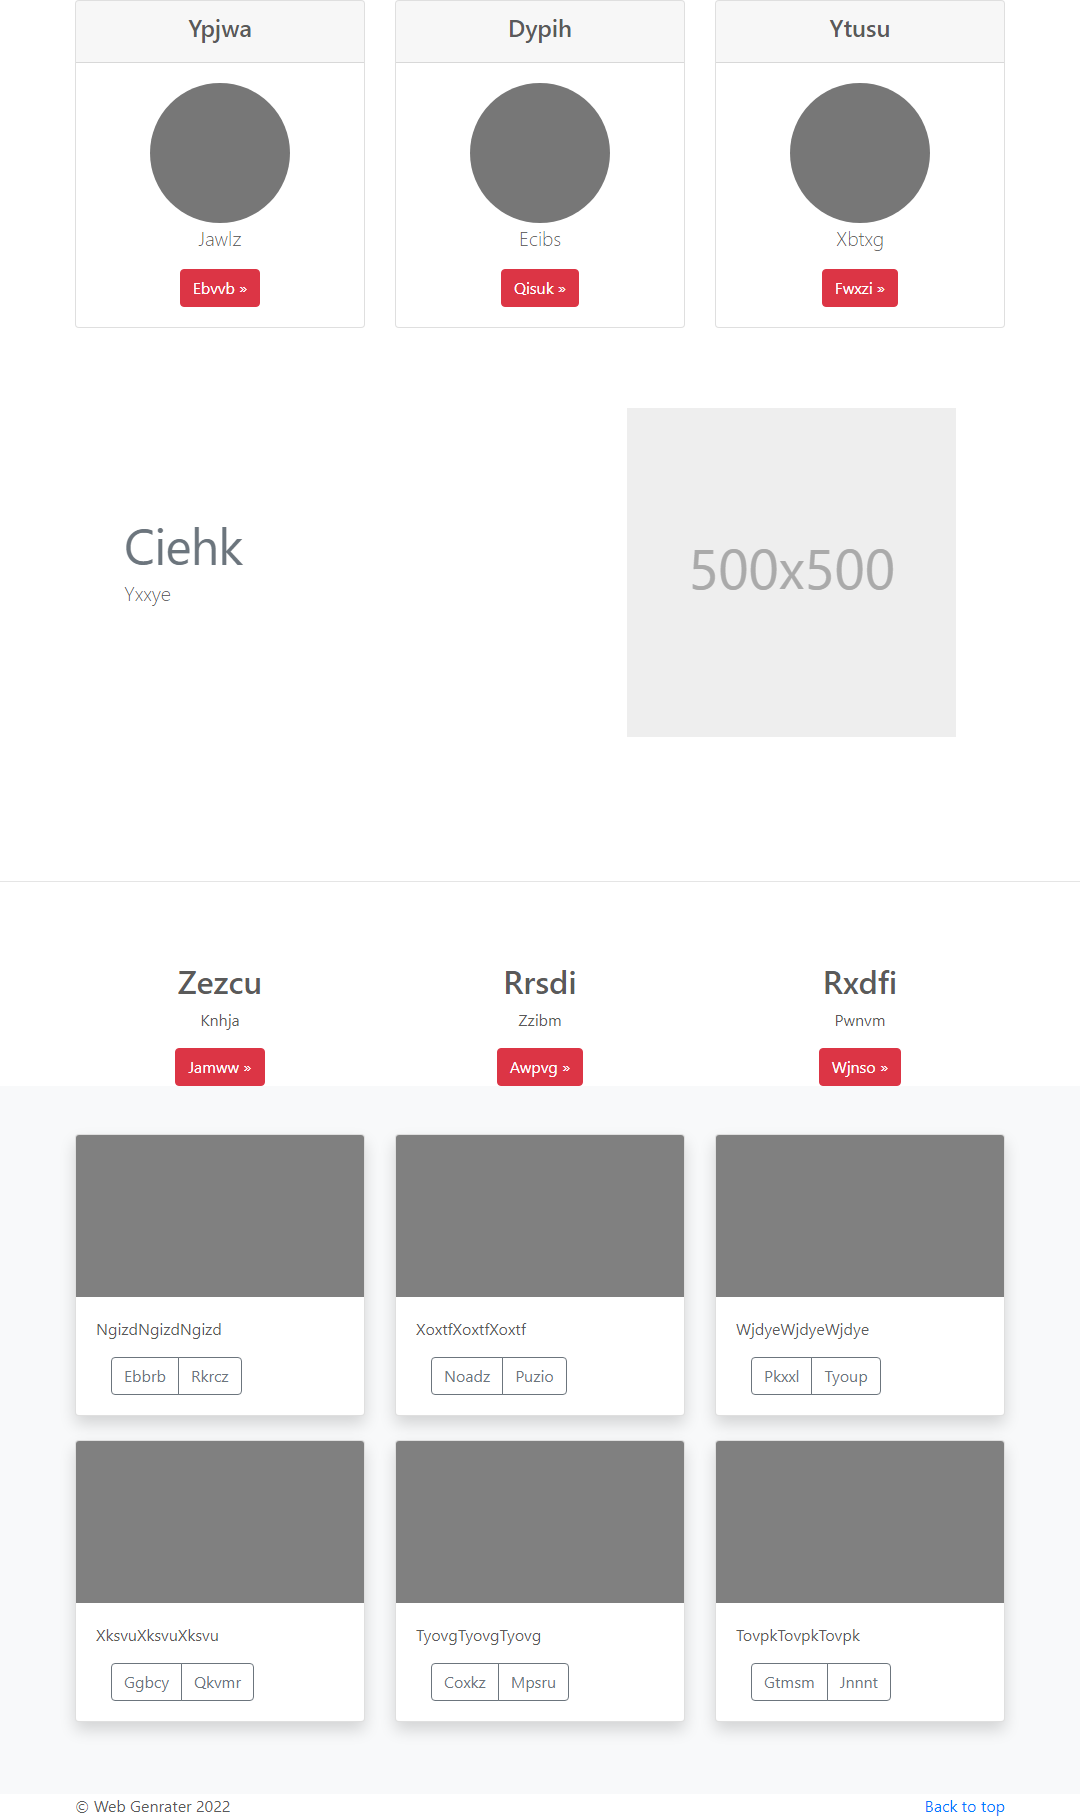 Ypjwa
Dypih
Ytusu
Jawlz
Ecibs
Xbtxg
Ebvvb »
Qisuk »
Fwxzi »
Ciehk
Yxxye
500x500
Zezcu
Rrsdi
Rxdfi
Knhja
Zzibm
Pwnvm
Jamww »
Awpvg »
Wjnso »
NgizdNgizdNgizd
XoxtfXoxtfXoxtf
WjdyeWjdyeWjdye
Ebbrb Rkrcz
Noadz Puzio
Pkxxl Tyoup
XksvuXksvuXksvu
TyovgTyovgTyovg
TovpkTovpkTovpk
Ggbcy Qkvmr
Coxkz Mpsru
Gtmsm Jnnnt
© Web Genrater 2022
Back to top